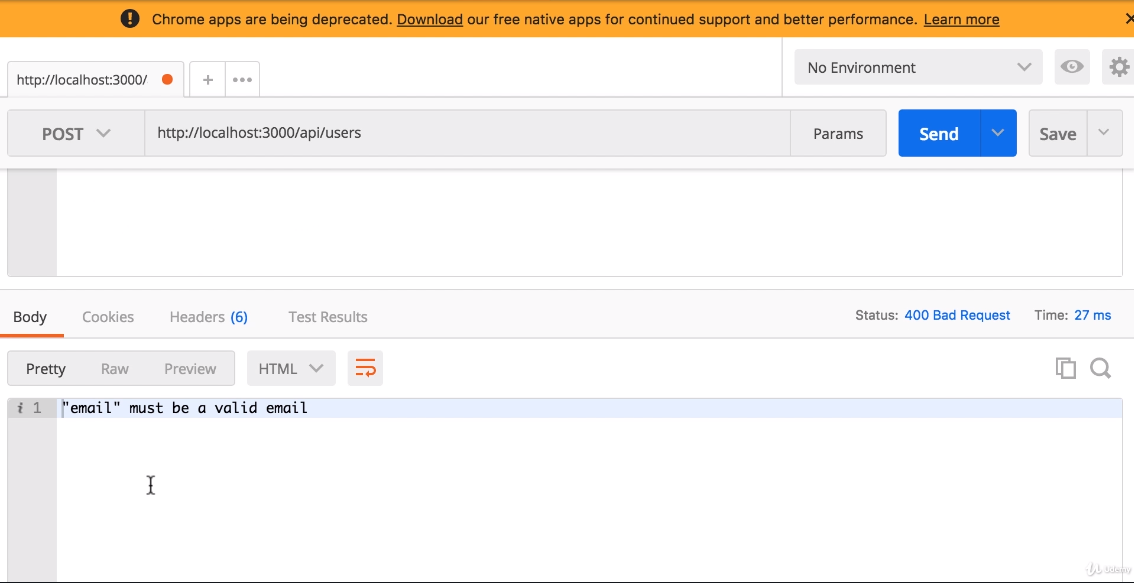 Chrome apps are being deprecated. Download our free native apps for continued support and better performance. Learn more
http://localhost:3000/
No Environment
POST http://localhost:3000/api/users Params Send Save
Body Cookies Headers (6) Test Results Status: 400 Bad Request Time: 27 ms
Pretty Raw Preview HTML
i 1 "email" must be a valid email
Udemy